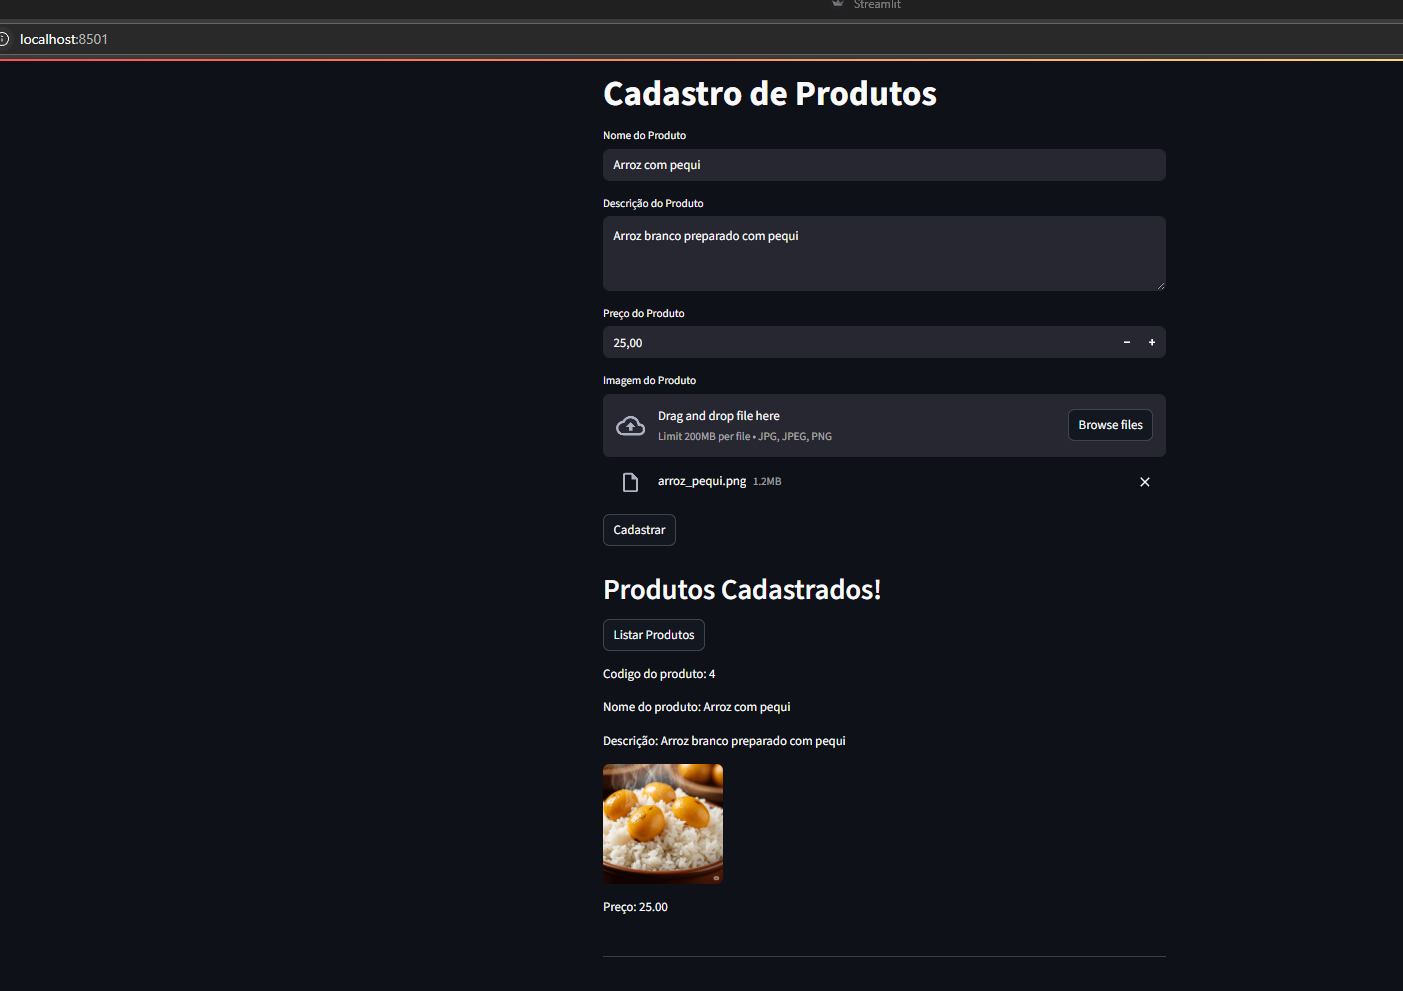 Streamlit
localhost:8501
Cadastro de Produtos
Nome do Produto
Arroz com pequi
Descrição do Produto
Arroz branco preparado com pequi
Preço do Produto
25,00 − +
Imagem do Produto
Drag and drop file here
Limit 200MB per file • JPG, JPEG, PNG
Browse files
arroz_pequi.png 1.2MB
Cadastrar
Produtos Cadastrados!
Listar Produtos
Codigo do produto: 4
Nome do produto: Arroz com pequi
Descrição: Arroz branco preparado com pequi
Preço: 25.00